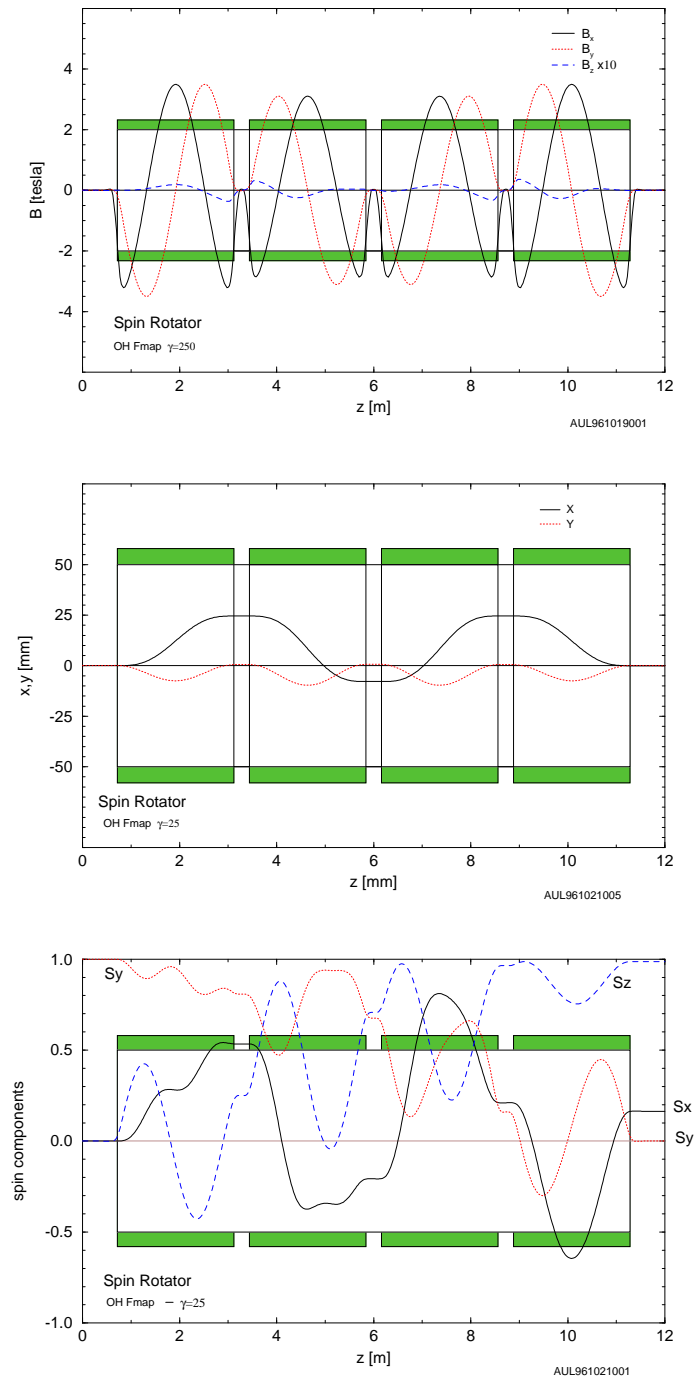 B_x
B_y
B_z x10
4
2
0
-2
-4
B [tesla]
Spin Rotator
OH Fmap γ=250
0 2 4 6 8 10 12
z [m]
AUL961019001
X
Y
50
25
0
-25
-50
x,y [mm]
Spin Rotator
OH Fmap γ=25
0 2 4 6 8 10 12
z [mm]
AUL961021005
1.0
Sy Sz
0.5
Sx
0.0 Sy
-0.5
-1.0
spin components
Spin Rotator
OH Fmap – γ=25
0 2 4 6 8 10 12
z [m]
AUL961021001